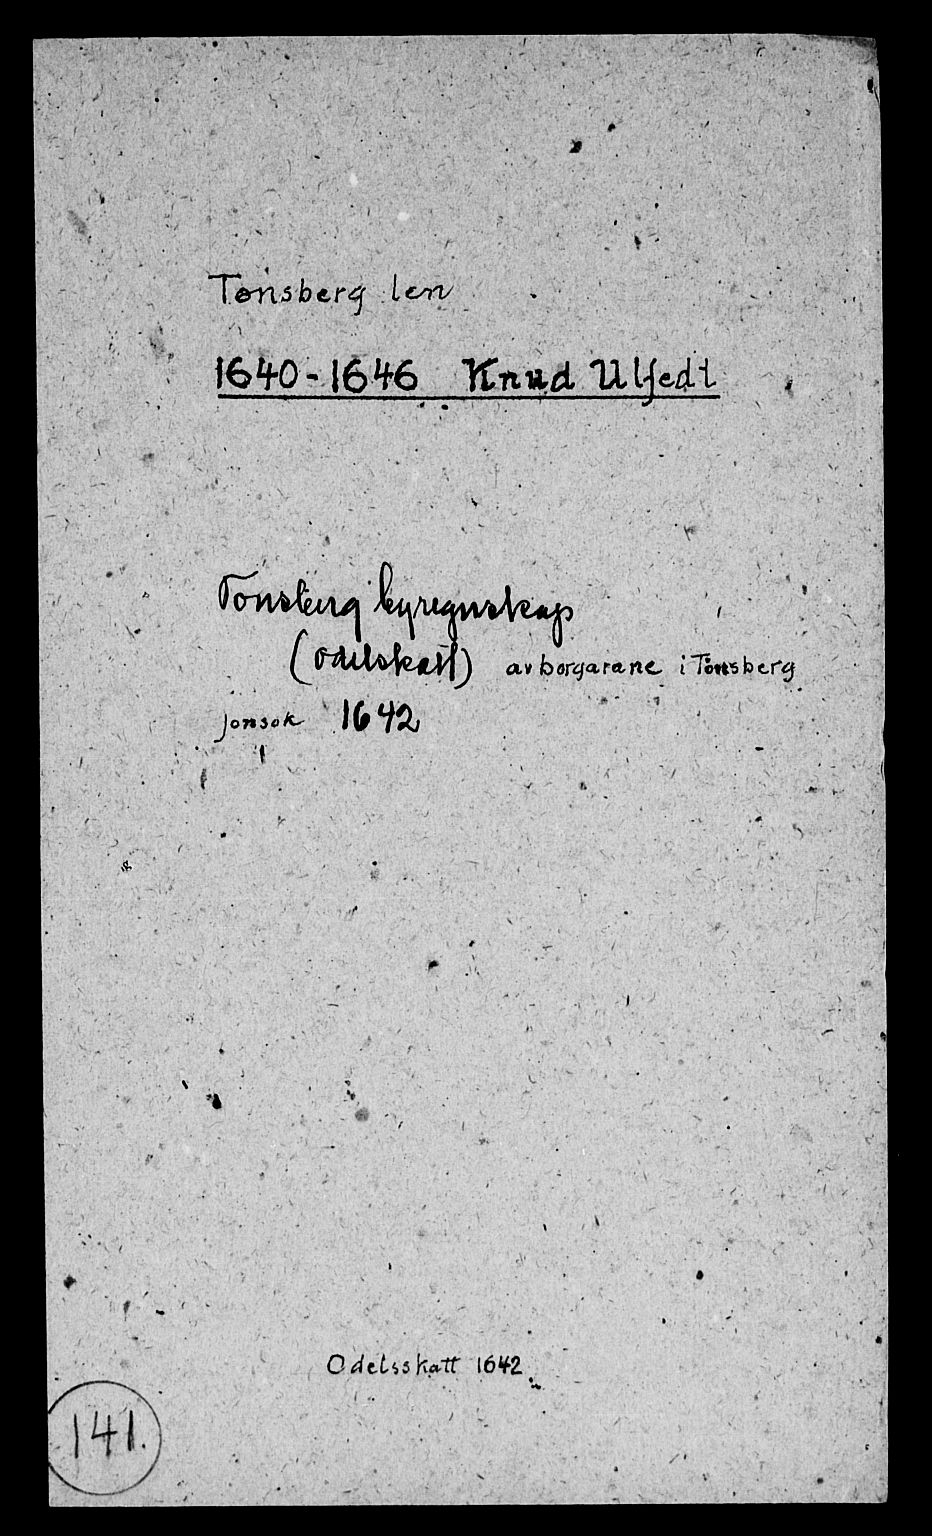 Tønsberg len
1640-1646 Knud Ulfedt
Tønsberg byregnskap
(odelskatt) av borgarane i Tønsberg
jonsok 1642
Odelsskatt 1642
141.